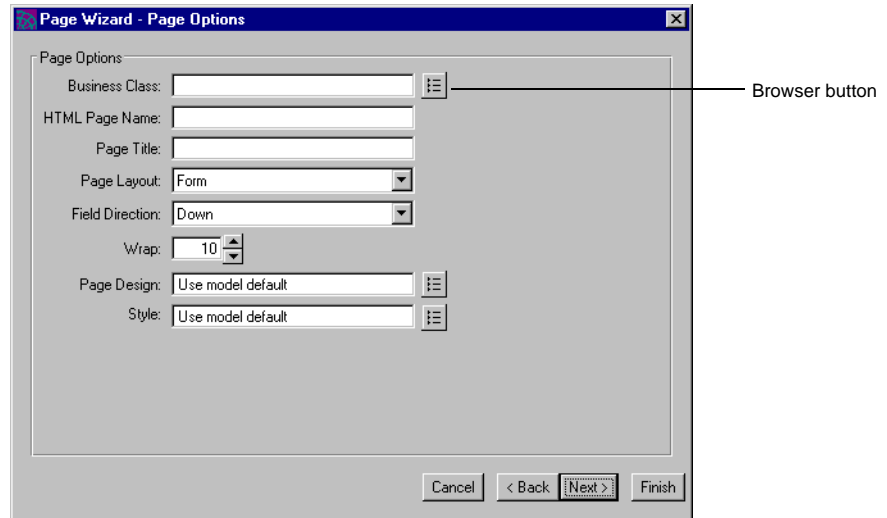 Page Wizard - Page Options
Page Options
Business Class:
Browser button
HTML Page Name:
Page Title:
Page Layout: Form
Field Direction: Down
Wrap: 10
Page Design: Use model default
Style: Use model default
Cancel < Back Next > Finish